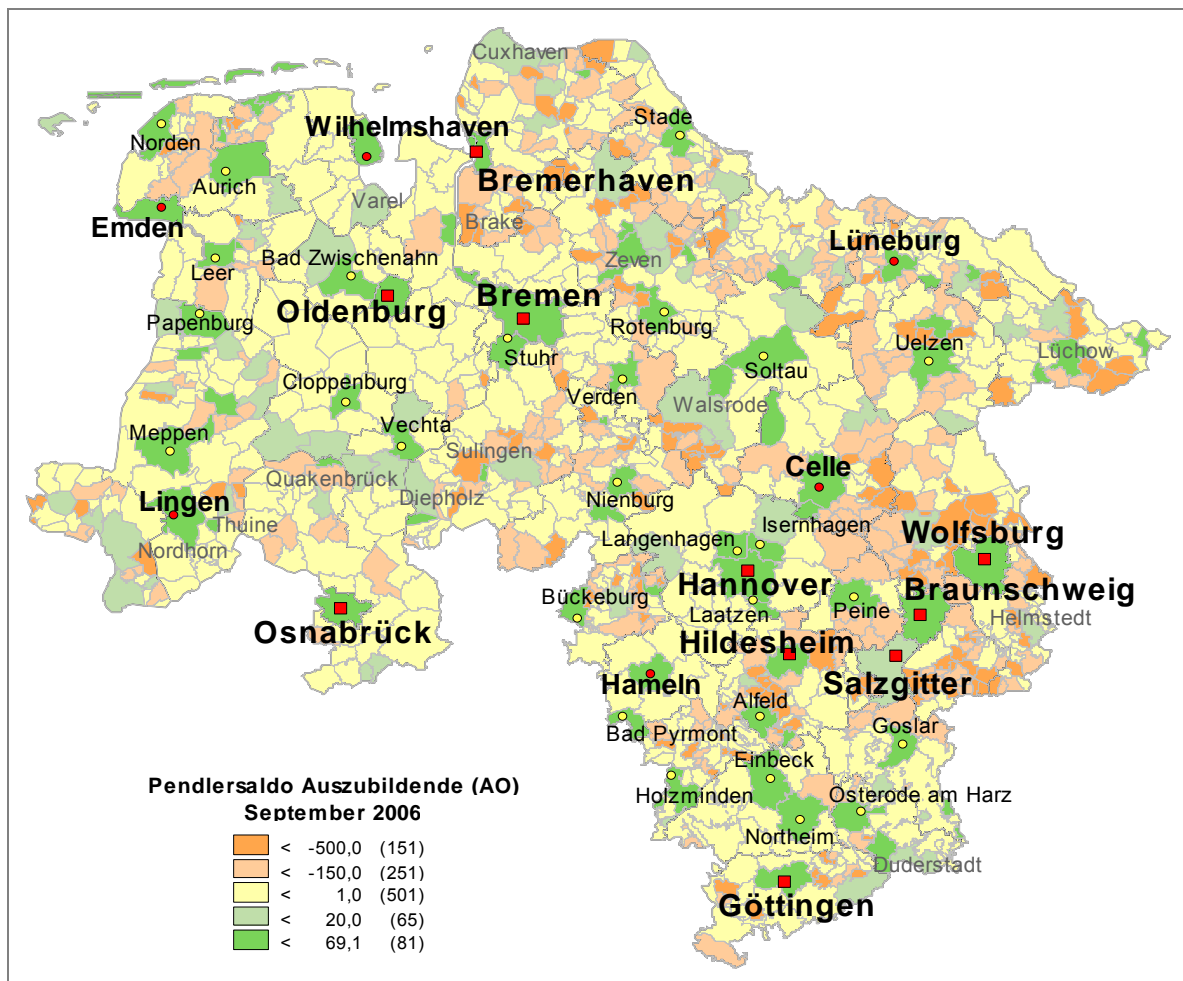 Cuxhaven
Stade
Wilhelmshaven
Norden
Bremerhaven
Aurich
Varel
Brake
Emden
Lüneburg
Zeven
Bad Zwischenahn
Leer
Bremen
Oldenburg
Papenburg
Rotenburg
Uelzen
Stuhr
Lüchow
Soltau
Cloppenburg
Verden
Walsrode
Vechta
Meppen
Sulingen
Celle
Quakenbrück
Diepholz
Nienburg
Lingen
Thuine
Isernhagen
Wolfsburg
Langenhagen
Nordhorn
Hannover
Braunschweig
Bückeburg
Laatzen
Peine
Helmstedt
Osnabrück
Hildesheim
Hameln
Salzgitter
Alfeld
Bad Pyrmont
Goslar
Einbeck
Holzminden
Osterode am Harz
Northeim
Duderstadt
Göttingen
Pendlersaldo Auszubildende (AO)
September 2006
< -500,0 (151)
< -150,0 (251)
< 1,0 (501)
< 20,0 (65)
< 69,1 (81)